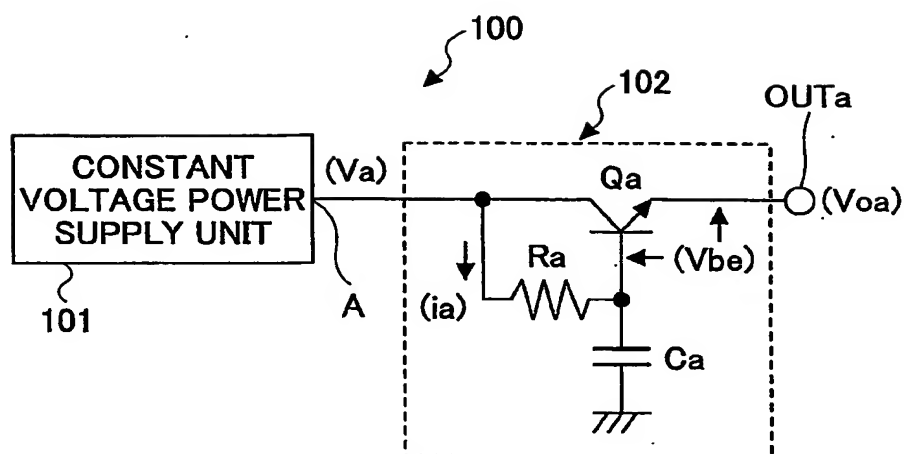 100
102
OUTa
CONSTANT
VOLTAGE POWER
SUPPLY UNIT
(Va)
Qa
(Voa)
Ra
(Vbe)
101
A
(ia)
Ca